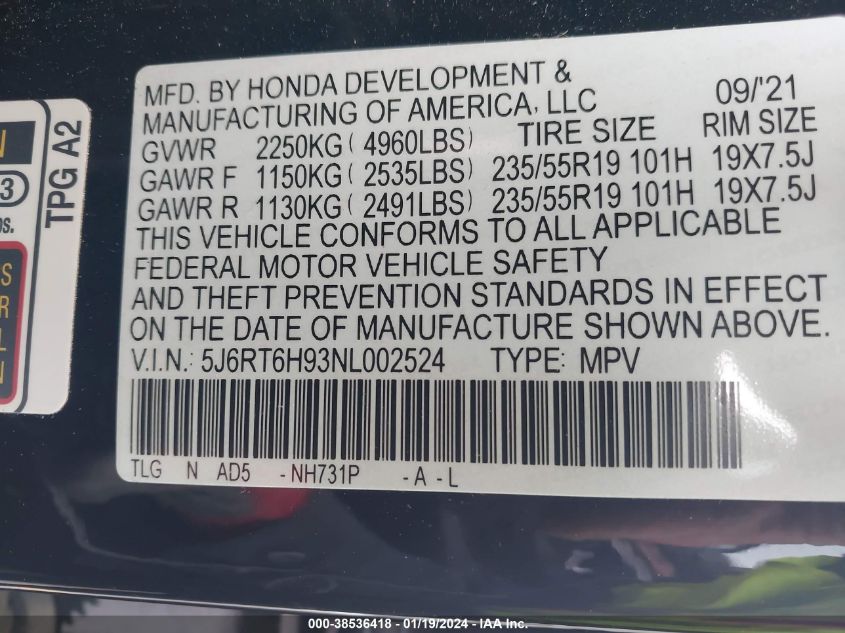 MFD. BY HONDA DEVELOPMENT &
MANUFACTURING OF AMERICA, LLC 09/'21
GVWR 2250KG ( 4960LBS) TIRE SIZE RIM SIZE
GAWR F 1150KG ( 2535LBS) 235/55R19 101H 19X7.5J
GAWR R 1130KG ( 2491LBS) 235/55R19 101H 19X7.5J
THIS VEHICLE CONFORMS TO ALL APPLICABLE
FEDERAL MOTOR VEHICLE SAFETY
AND THEFT PREVENTION STANDARDS IN EFFECT
ON THE DATE OF MANUFACTURE SHOWN ABOVE.
V.I.N.: 5J6RT6H93NL002524 TYPE: MPV
TLG N AD5 -NH731P -A -L
TPG A2
N
3
os.
S
R
L
N
000-38536418 - 01/19/2024 - IAA Inc.